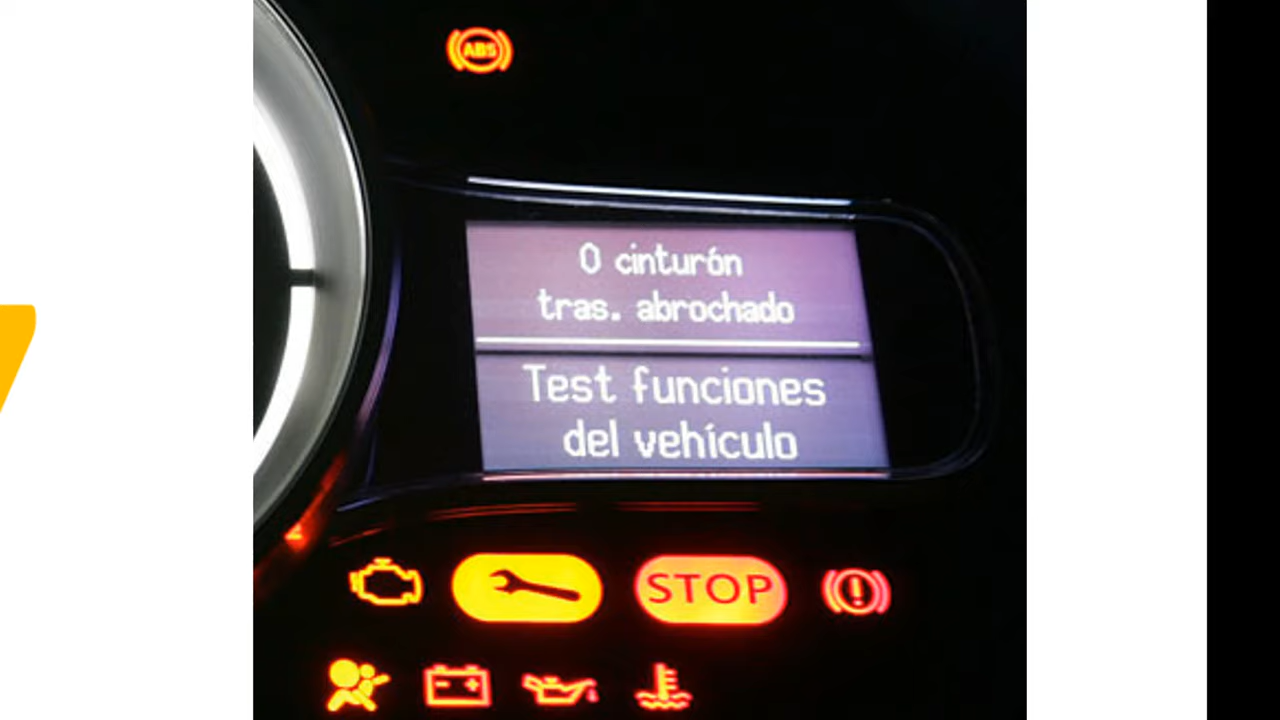 ABS
0 cinturón
tras. abrochado
Test funciones
del vehículo
STOP